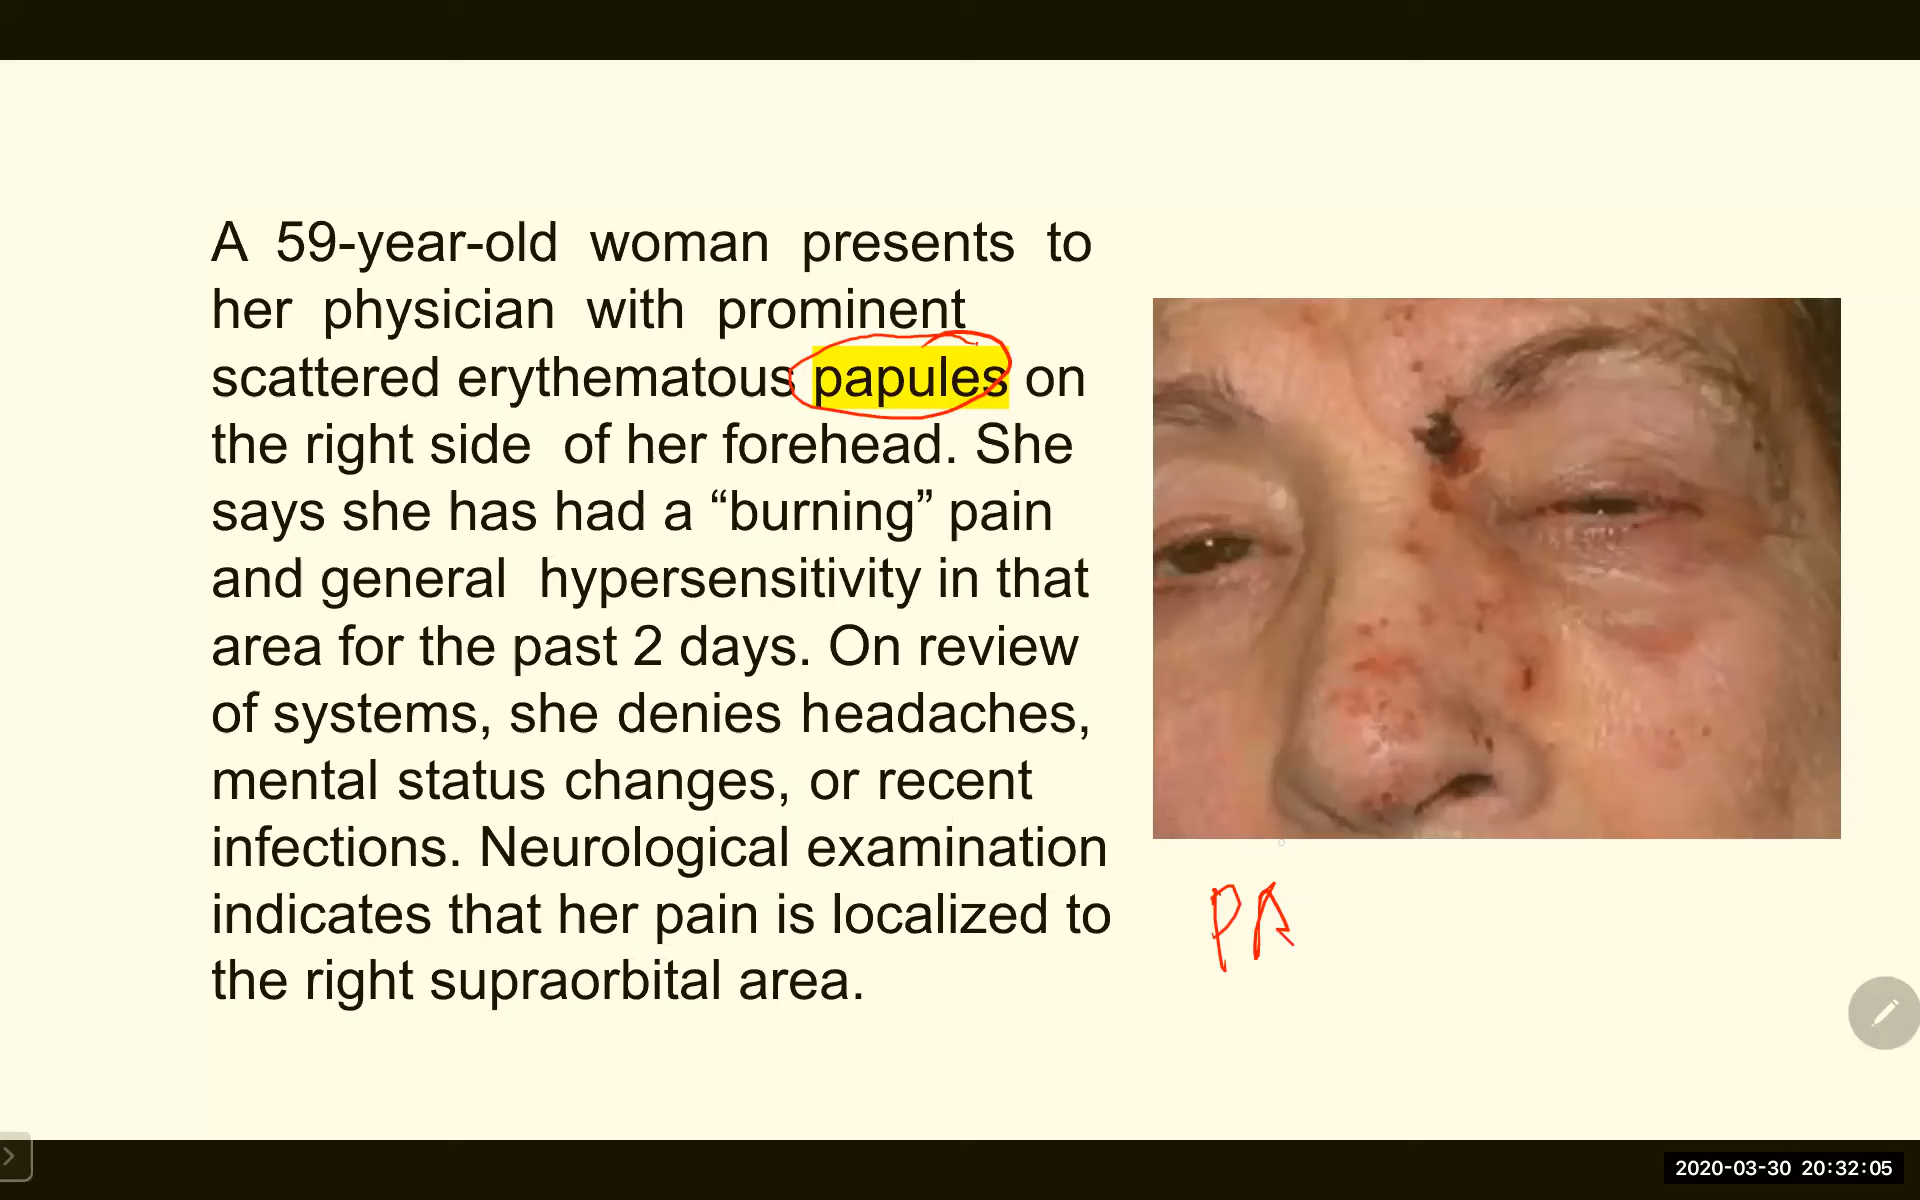 A 59-year-old woman presents to
her physician with prominent
scattered erythematous papules on
the right side of her forehead. She
says she has had a “burning” pain
and general hypersensitivity in that
area for the past 2 days. On review
of systems, she denies headaches,
mental status changes, or recent
infections. Neurological examination
indicates that her pain is localized to
the right supraorbital area.
PA
2020-03-30 20:32:05